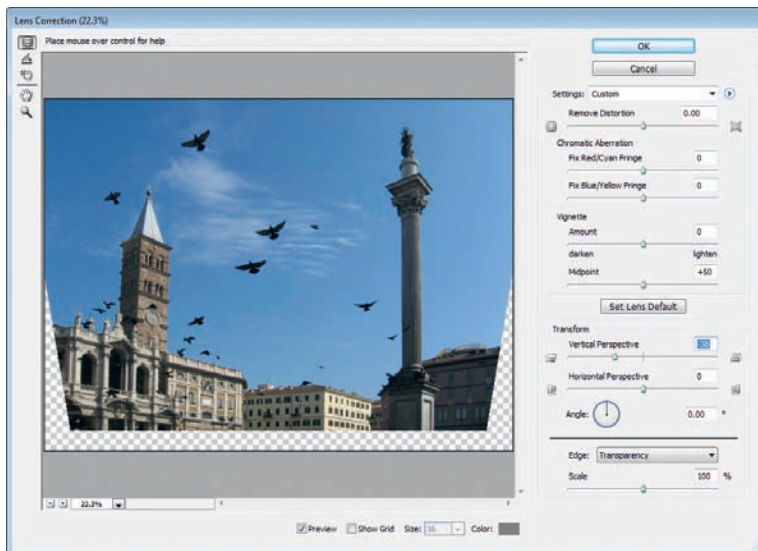 Lens Correction (22.3%)
Place mouse over control for help
OK
Cancel
Settings: Custom
Remove Distortion 0.00
Chromatic Aberration
Fix Red/Cyan Fringe 0
Fix Blue/Yellow Fringe 0
Vignette
Amount 0
darken lighten
Midpoint +50
Set Lens Default
Transform
Vertical Perspective
Horizontal Perspective 0
Angle: 0.00 °
Edge: Transparency
Scale 100 %
22.3%
Preview Show Grid Size: 16 Color: